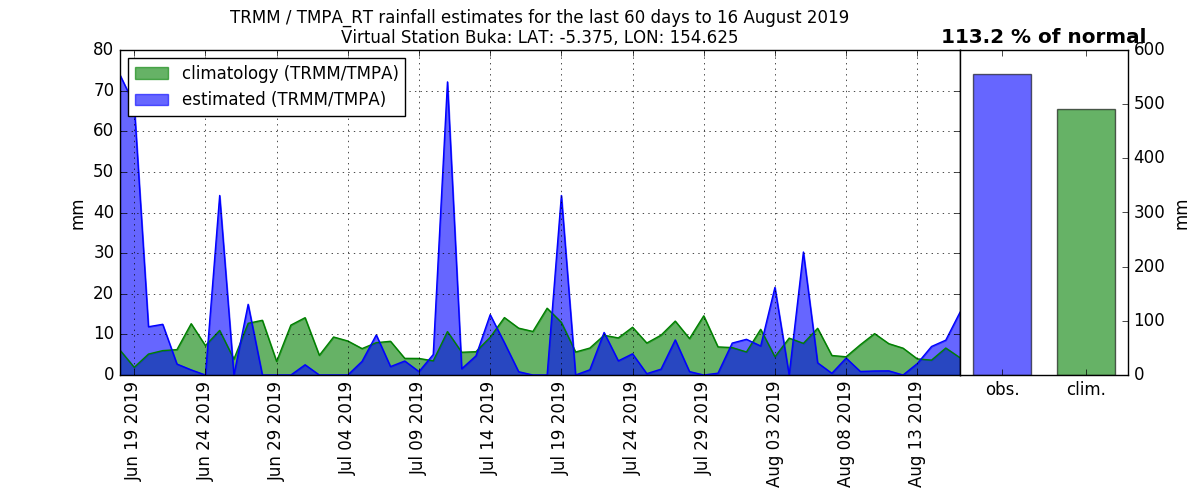 TRMM / TMPA_RT rainfall estimates for the last 60 days to 16 August 2019
Virtual Station Buka: LAT: -5.375, LON: 154.625
113.2 % of normal
climatology (TRMM/TMPA)
estimated (TRMM/TMPA)
80
70
60
50
40
30
20
10
0
mm
Jun 19 2019
Jun 24 2019
Jun 29 2019
Jul 04 2019
Jul 09 2019
Jul 14 2019
Jul 19 2019
Jul 24 2019
Jul 29 2019
Aug 03 2019
Aug 08 2019
Aug 13 2019
600
500
400
300
200
100
0
mm
obs.
clim.